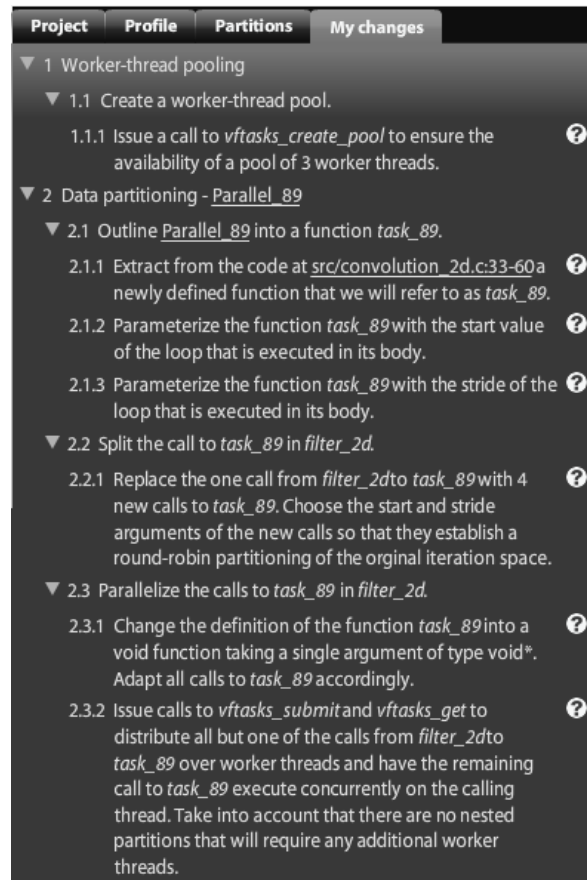 Project Profile Partitions My changes
1 Worker-thread pooling
1.1 Create a worker-thread pool.
1.1.1 Issue a call to vftasks_create_pool to ensure the
availability of a pool of 3 worker threads.
2 Data partitioning - Parallel_89
2.1 Outline Parallel_89 into a function task_89.
2.1.1 Extract from the code at src/convolution_2d.c:33-60a
newly defined function that we will refer to as task_89.
2.1.2 Parameterize the function task_89 with the start value
of the loop that is executed in its body.
2.1.3 Parameterize the function task_89 with the stride of the
loop that is executed in its body.
2.2 Split the call to task_89 in filter_2d.
2.2.1 Replace the one call from filter_2dto task_89 with 4
new calls to task_89. Choose the start and stride
arguments of the new calls so that they establish a
round-robin partitioning of the orginal iteration space.
2.3 Parallelize the calls to task_89 in filter_2d.
2.3.1 Change the definition of the function task_89 into a
void function taking a single argument of type void*.
Adapt all calls to task_89 accordingly.
2.3.2 Issue calls to vftasks_submit and vftasks_get to
distribute all but one of the calls from filter_2dto
task_89 over worker threads and have the remaining
call to task_89 execute concurrently on the calling
thread. Take into account that there are no nested
partitions that will require any additional worker
threads.